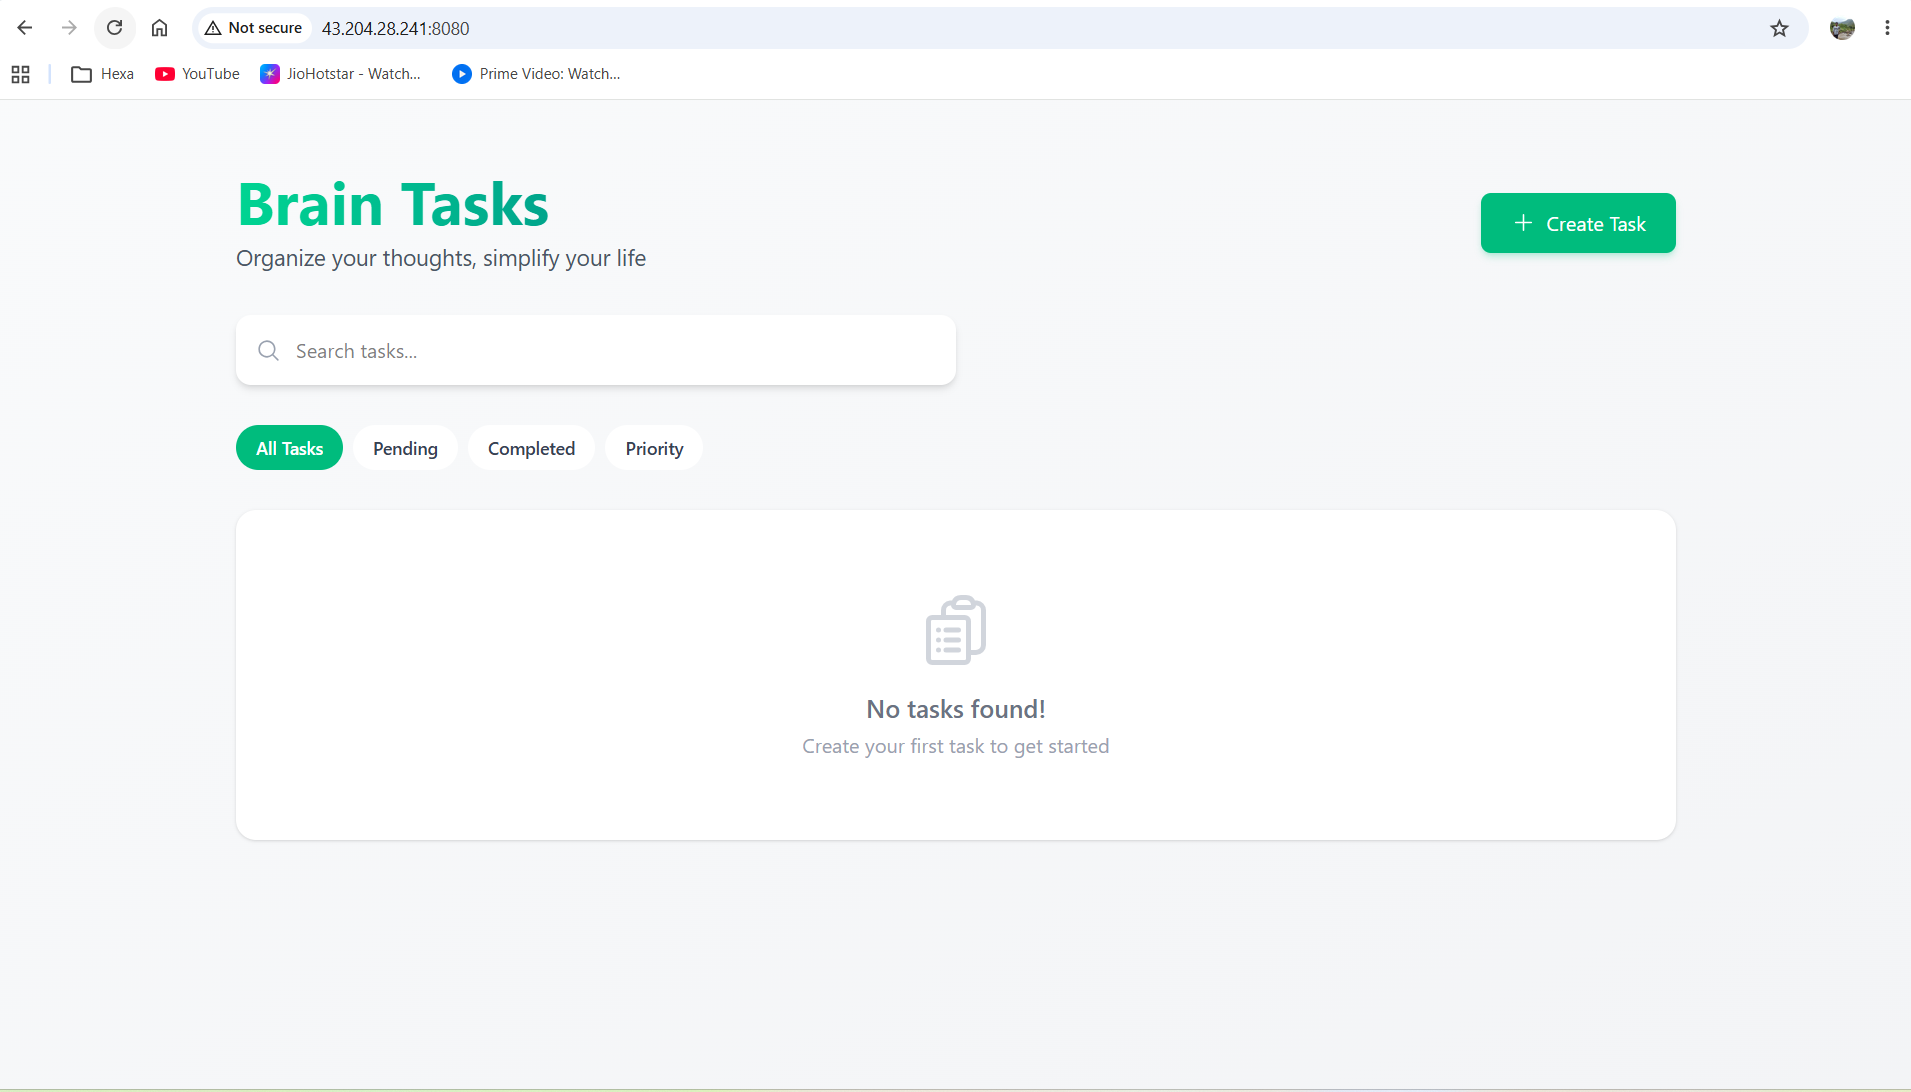 Not secure 43.204.28.241:8080
Hexa YouTube JioHotstar - Watch... Prime Video: Watch...
Brain Tasks
Create Task
Organize your thoughts, simplify your life
Search tasks...
All Tasks Pending Completed Priority
No tasks found!
Create your first task to get started